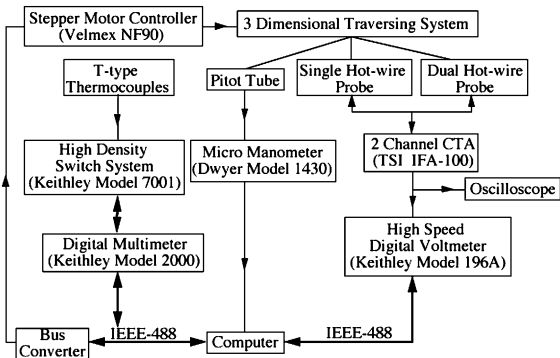 Stepper Motor Controller
(Velmex NF90)
3 Dimensional Traversing System
T-type
Thermocouples
Pitot Tube
Single Hot-wire
Probe
Dual Hot-wire
Probe
High Density
Switch System
(Keithley Model 7001)
Micro Manometer
(Dwyer Model 1430)
2 Channel CTA
(TSI IFA-100)
Oscilloscope
Digital Multimeter
(Keithley Model 2000)
High Speed
Digital Voltmeter
(Keithley Model 196A)
Bus
Converter
IEEE-488
Computer
IEEE-488